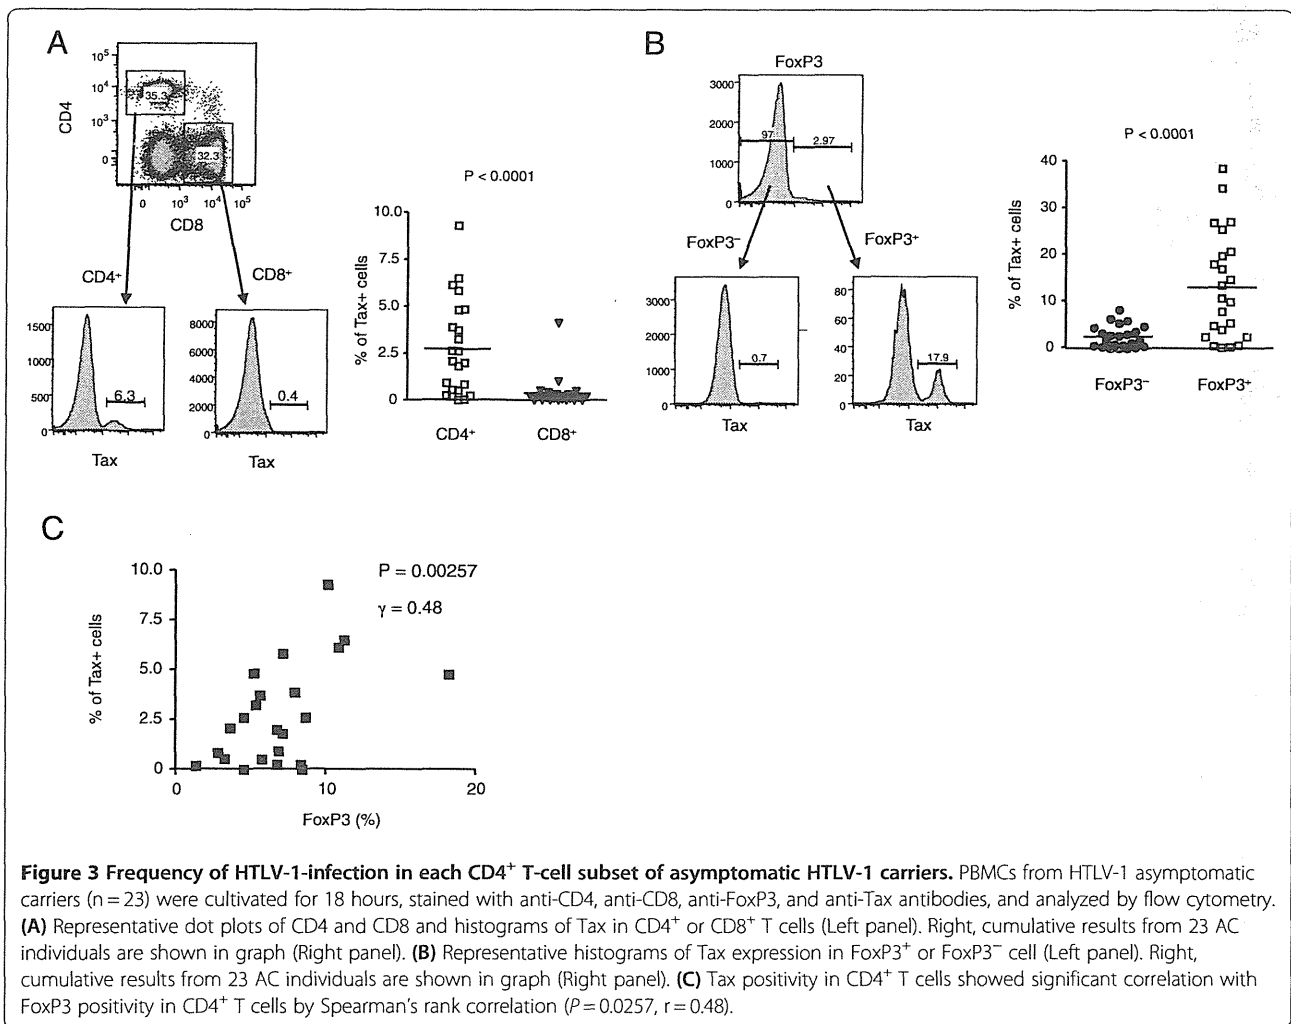 A
CD4
10⁵
10⁴
10³
0
35.3
32.3
0 10³ 10⁴ 10⁵
CD8
CD4⁺
CD8⁺
1500
1000
500
0
6.3
Tax
8000
6000
4000
2000
0
0.4
Tax
P < 0.0001
% of Tax+ cells
10.0
7.5
5.0
2.5
0
CD4⁺ CD8⁺
B
FoxP3
3000
2000
1000
0
97 2.97
FoxP3⁻
FoxP3⁺
3000
2000
1000
0
0.7
Tax
80
60
40
20
0
17.9
Tax
P < 0.0001
% of Tax+ cells
40
30
20
10
0
FoxP3⁻ FoxP3⁺
C
P = 0.00257
γ = 0.48
% of Tax+ cells
10.0
7.5
5.0
2.5
0
0 10 20
FoxP3 (%)
Figure 3 Frequency of HTLV-1-infection in each CD4⁺ T-cell subset of asymptomatic HTLV-1 carriers. PBMCs from HTLV-1 asymptomatic
carriers (n = 23) were cultivated for 18 hours, stained with anti-CD4, anti-CD8, anti-FoxP3, and anti-Tax antibodies, and analyzed by flow cytometry.
(A) Representative dot plots of CD4 and CD8 and histograms of Tax in CD4⁺ or CD8⁺ T cells (Left panel). Right, cumulative results from 23 AC
individuals are shown in graph (Right panel). (B) Representative histograms of Tax expression in FoxP3⁺ or FoxP3⁻ cell (Left panel). Right,
cumulative results from 23 AC individuals are shown in graph (Right panel). (C) Tax positivity in CD4⁺ T cells showed significant correlation with
FoxP3 positivity in CD4⁺ T cells by Spearman's rank correlation (P = 0.0257, r = 0.48).